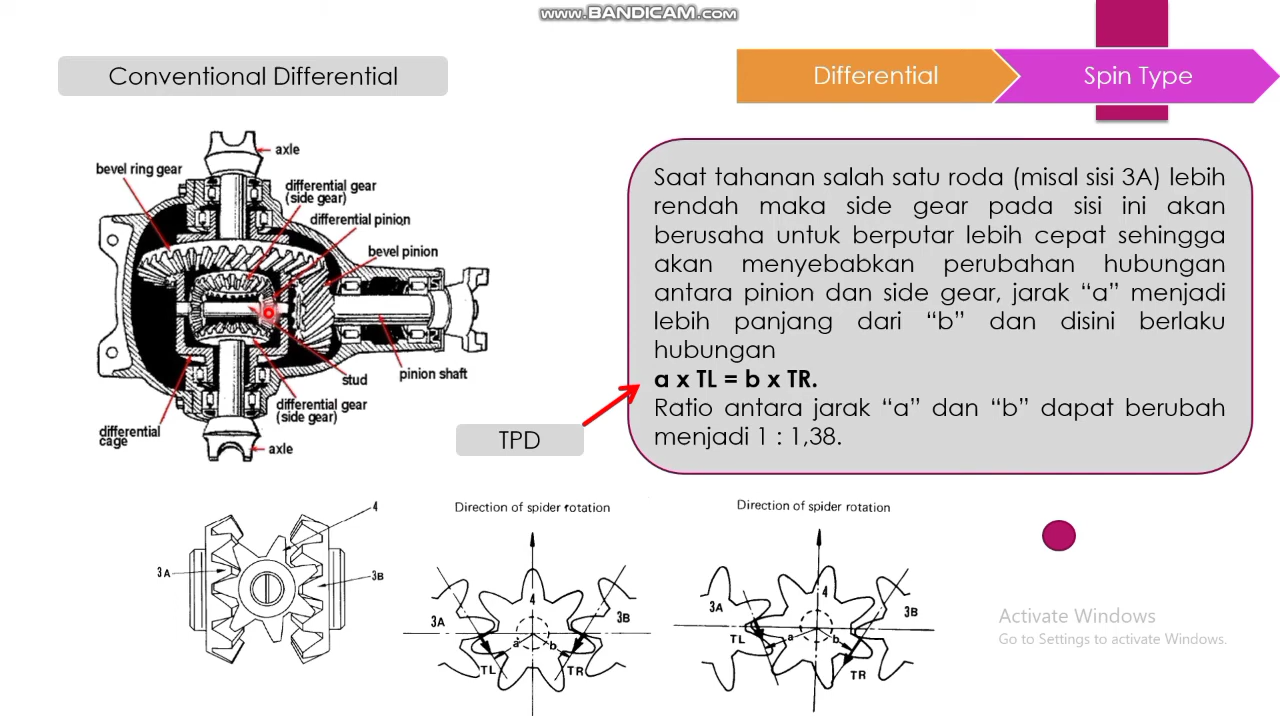 www.BANDICAM.com
Conventional Differential
Differential
Spin Type
axle
bevel ring gear
differential gear
(side gear)
differential pinion
bevel pinion
pinion shaft
stud
differential gear
(side gear)
differential
cage
axle
Saat tahanan salah satu roda (misal sisi 3A) lebih
rendah maka side gear pada sisi ini akan
berusaha untuk berputar lebih cepat sehingga
akan menyebabkan perubahan hubungan
antara pinion dan side gear, jarak “a” menjadi
lebih panjang dari “b” dan disini berlaku
hubungan
a x TL = b x TR.
Ratio antara jarak “a” dan “b” dapat berubah
menjadi 1 : 1,38.
TPD
4
3A
3B
Direction of spider rotation
4
3A
3B
a
b
TL
TR
Direction of spider rotation
4
3A
3B
TL
a
b
TR
Activate Windows
Go to Settings to activate Windows.